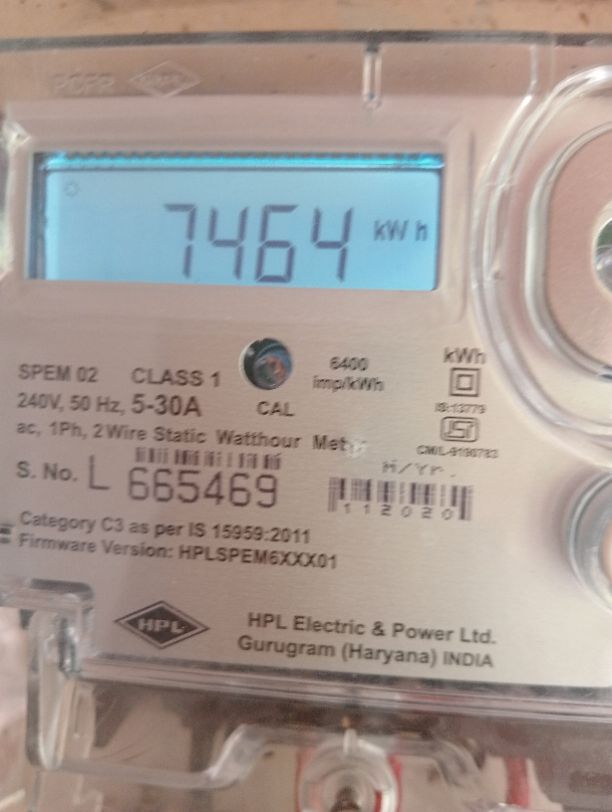 7464 kWh
SPEM 02 CLASS 1
6400
imp/kWh
kWh
240V, 50 Hz, 5-30A
CAL
IS:13779
ac, 1Ph, 2 Wire Static Watthour Meter
CM/L-9190783
S. No. L 665469
M/Yr.
112020
Category C3 as per IS 15959:2011
Firmware Version: HPLSPEM6XXX01
HPL
HPL Electric & Power Ltd.
Gurugram (Haryana) INDIA